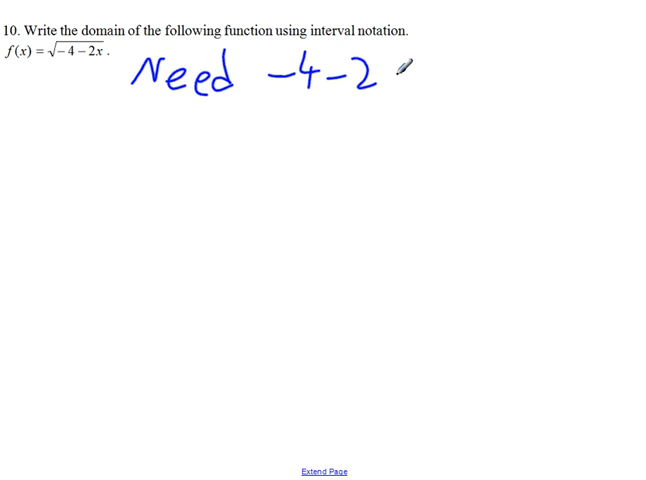 10. Write the domain of the following function using interval notation.
f(x) = √−4 − 2x .
Need −4−2
Extend Page